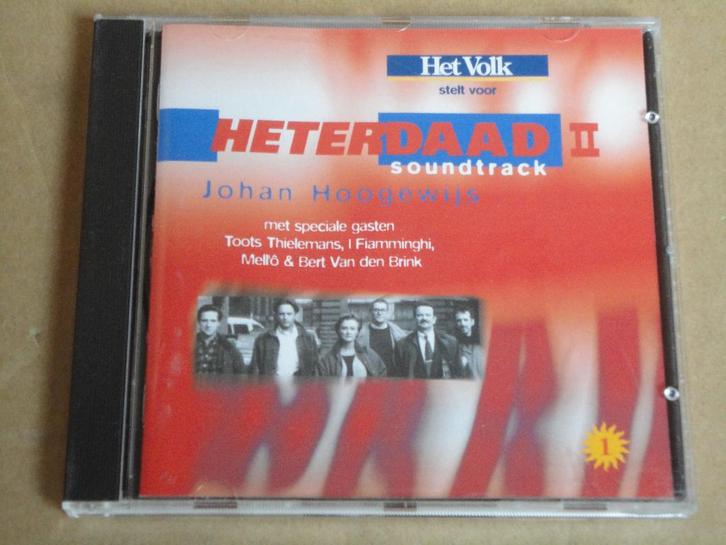 Het Volk
stelt voor
HETERDAAD II
soundtrack
Johan Hoogewijs
met speciale gasten
Toots Thielemans, I Fiamminghi,
Mell'ô & Bert Van den Brink
1